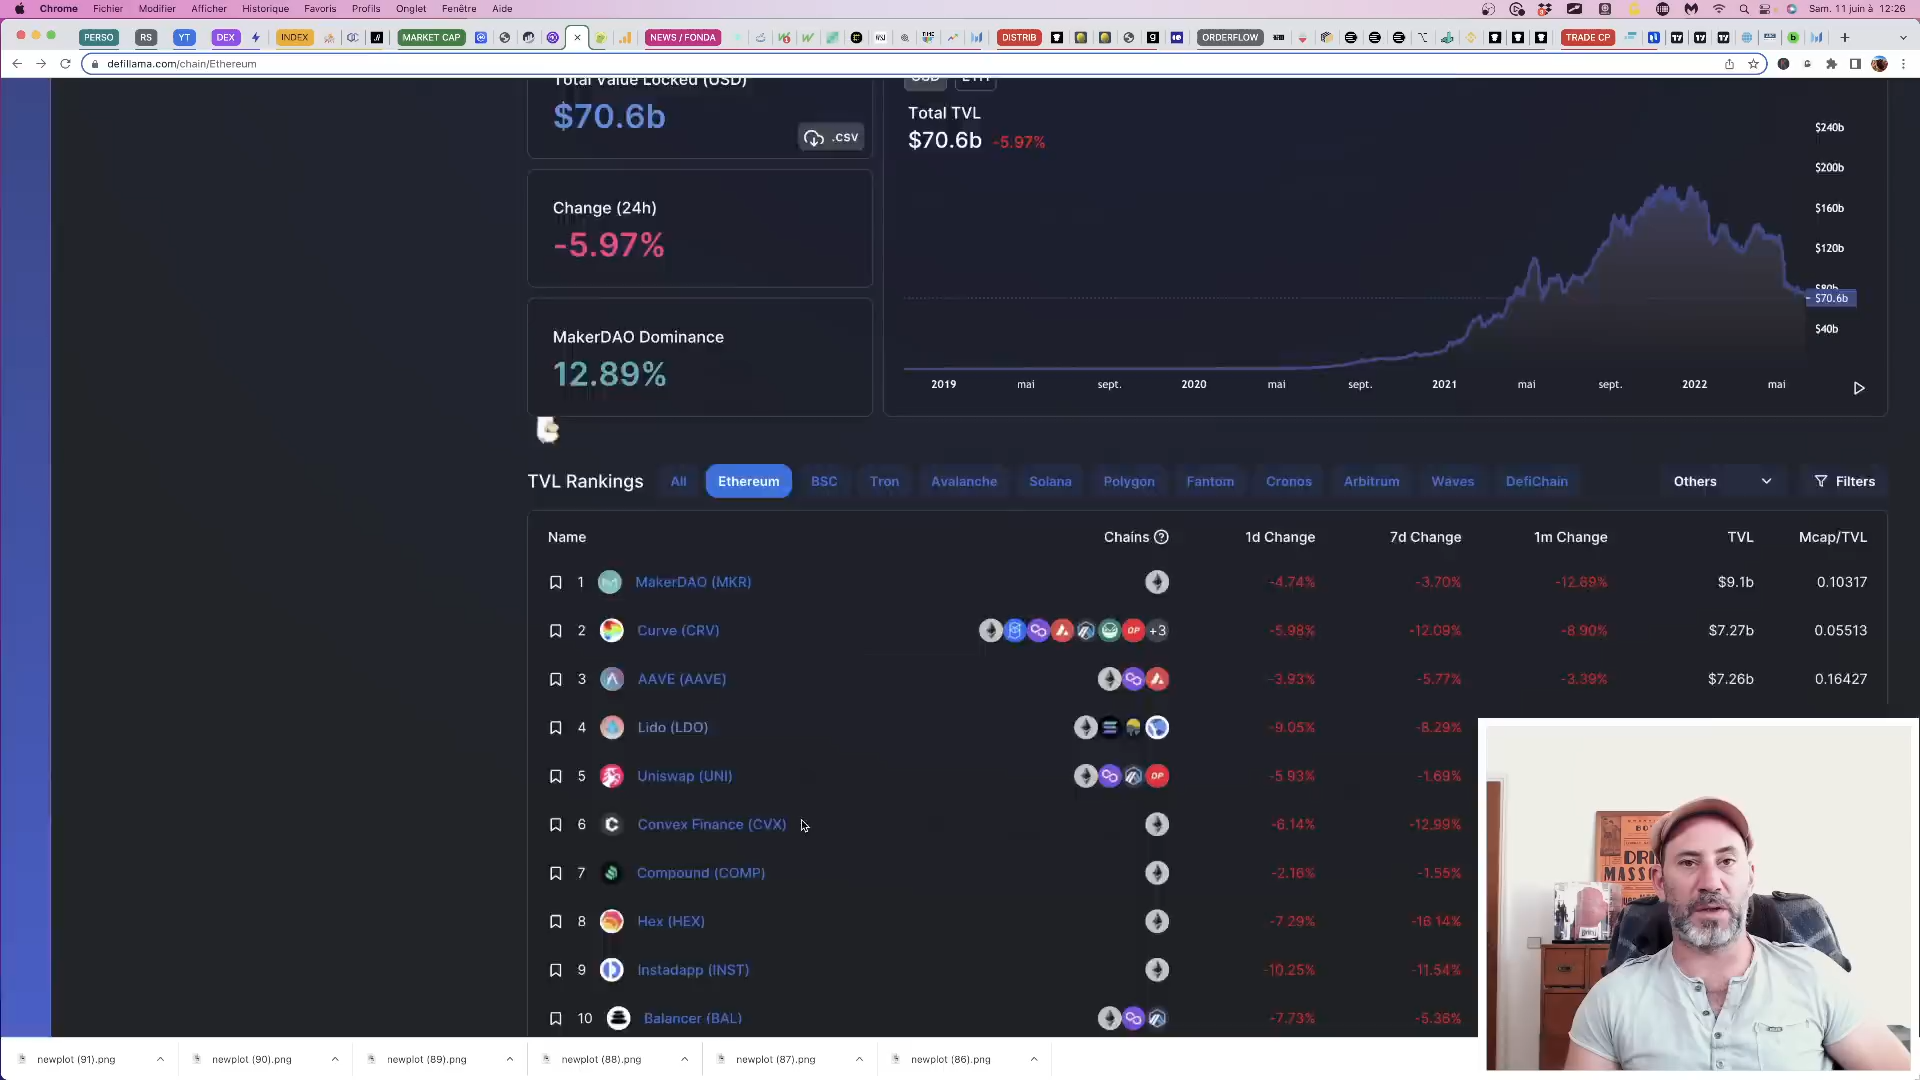 Chrome Fichier Modifier Afficher Historique Favoris Profils Onglet Fenêtre Aide Sam. 11 juin à 12:26
PERSO RS YT DEX INDEX MARKET CAP NEWS / FONDA DISTRIB ORDERFLOW TRADE CP
defillama.com/chain/Ethereum
Total Value Locked (USD)
$70.6b
.csv
Change (24h)
-5.97%
MakerDAO Dominance
12.89%
USD ETH
Total TVL
$70.6b -5.97%
$240b
$200b
$160b
$120b
$80b
$70.6b
$40b
2019 mai sept. 2020 mai sept. 2021 mai sept. 2022 mai
TVL Rankings All Ethereum BSC Tron Avalanche Solana Polygon Fantom Cronos Arbitrum Waves DefiChain Others Filters
Name Chains 1d Change 7d Change 1m Change TVL Mcap/TVL
1 MakerDAO (MKR) -4.74% -3.70% -12.89% $9.1b 0.10317
2 Curve (CRV) OP +3 -5.98% -12.09% -8.90% $7.27b 0.05513
3 AAVE (AAVE) -3.93% -5.77% -3.39% $7.26b 0.16427
4 Lido (LDO) -9.05% -8.29%
5 Uniswap (UNI) OP -5.93% -1.69%
6 Convex Finance (CVX) -6.14% -12.99%
7 Compound (COMP) -2.16% -1.55%
8 Hex (HEX) -7.29% -16.14%
9 Instadapp (INST) -10.25% -11.54%
10 Balancer (BAL) -7.73% -5.36%
newplot (91).png newplot (90).png newplot (89).png newplot (88).png newplot (87).png newplot (86).png